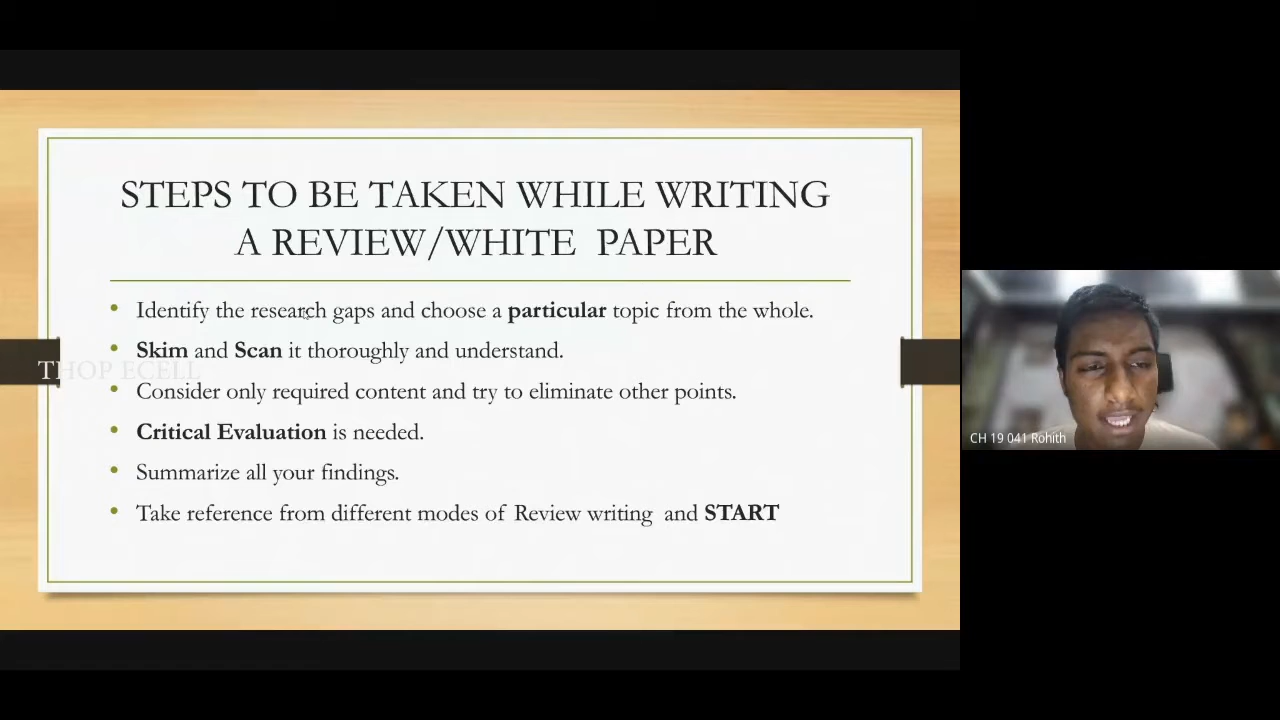 STEPS TO BE TAKEN WHILE WRITING
A REVIEW/WHITE PAPER
Identify the research gaps and choose a particular topic from the whole.
Skim and Scan it thoroughly and understand.
THOP ECELL
Consider only required content and try to eliminate other points.
Critical Evaluation is needed.
Summarize all your findings.
Take reference from different modes of Review writing and START
CH 19 041 Rohith